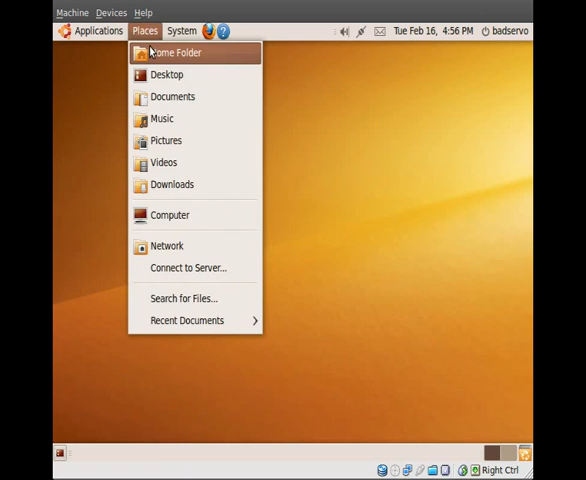 Machine Devices Help
Applications Places System ? Tue Feb 16, 4:56 PM badservo
Home Folder
Desktop
Documents
Music
Pictures
Videos
Downloads
Computer
Network
Connect to Server...
Search for Files...
Recent Documents
Right Ctrl